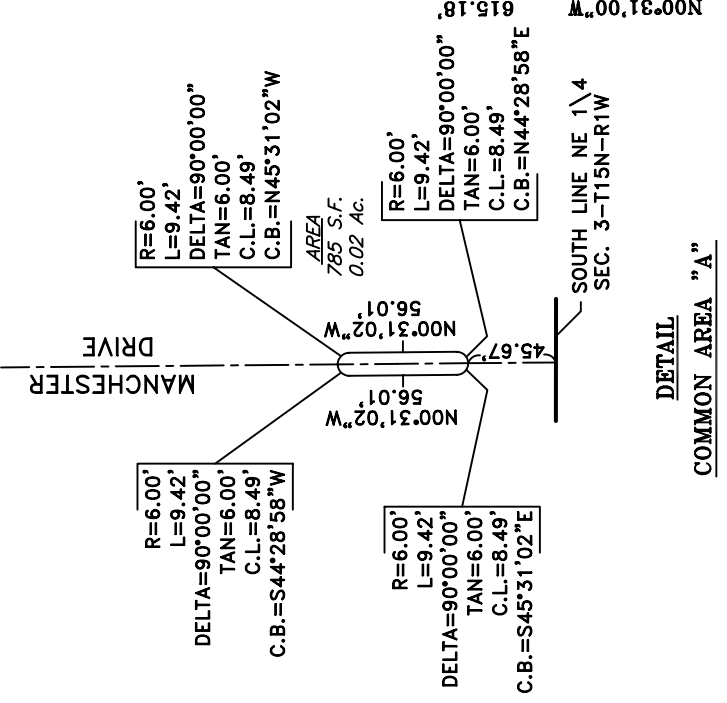 MANCHESTER
DRIVE
R=6.00'
L=9.42'
DELTA=90°00'00"
TAN=6.00'
C.L.=8.49'
C.B.=S44°28'58"W
R=6.00'
L=9.42'
DELTA=90°00'00"
TAN=6.00'
C.L.=8.49'
C.B.=N45°31'02"W
AREA
785 S.F.
0.02 Ac.
N00°31'02"W
56.01'
N00°31'02"W
56.01'
R=6.00'
L=9.42'
DELTA=90°00'00"
TAN=6.00'
C.L.=8.49'
C.B.=S45°31'02"E
R=6.00'
L=9.42'
DELTA=90°00'00"
TAN=6.00'
C.L.=8.49'
C.B.=N44°28'58"E
45.67'
SOUTH LINE NE 1\4
SEC. 3-T15N-R1W
615.18'
N00°31'00"W
DETAIL
COMMON AREA "A"